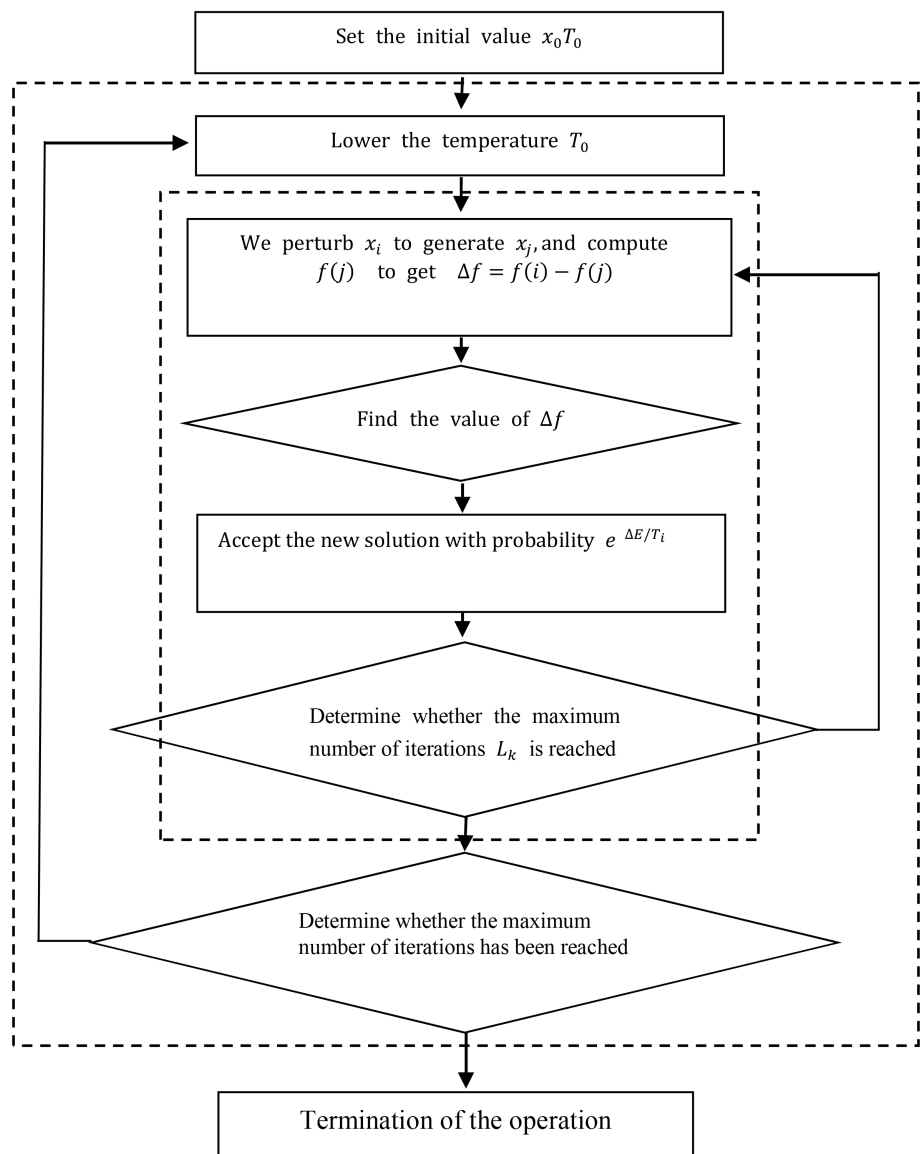 Set the initial value x₀T₀
Lower the temperature T₀
We perturb xᵢ to generate xⱼ, and compute
f(j) to get Δf = f(i) − f(j)
Find the value of Δf
Accept the new solution with probability e ^ΔE/Tᵢ
Determine whether the maximum
number of iterations Lₖ is reached
Determine whether the maximum
number of iterations has been reached
Termination of the operation